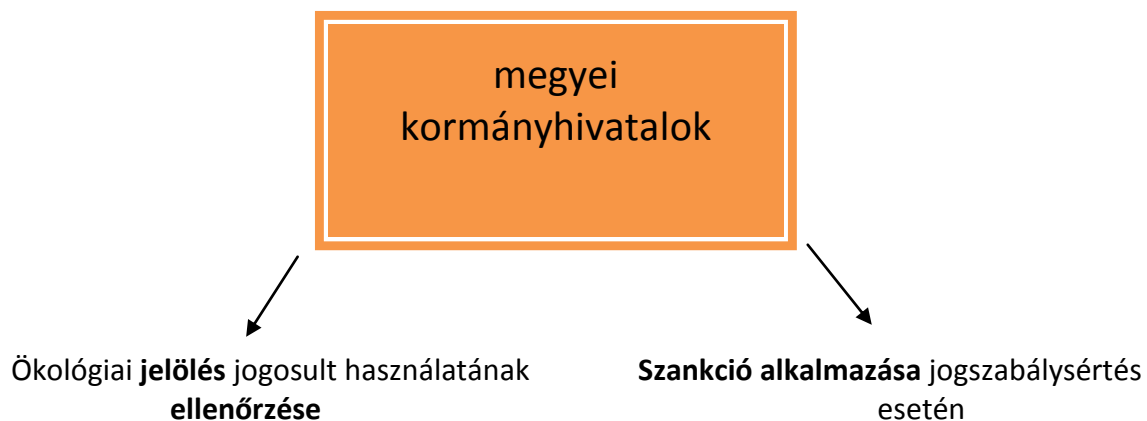 megyei
kormányhivatalok
Ökológiai jelölés jogosult használatának
ellenőrzése
Szankció alkalmazása jogszabálysértés
esetén